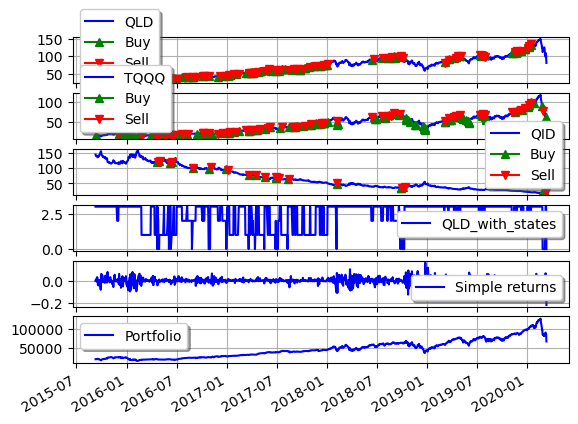 QLD
Buy
Sell
150
100
50
TQQQ
Buy
Sell
100
50
QID
Buy
Sell
150
100
50
QLD_with_states
2.5
0.0
Simple returns
0.0
−0.2
Portfolio
100000
50000
2015-07
2016-01
2016-07
2017-01
2017-07
2018-01
2018-07
2019-01
2019-07
2020-01